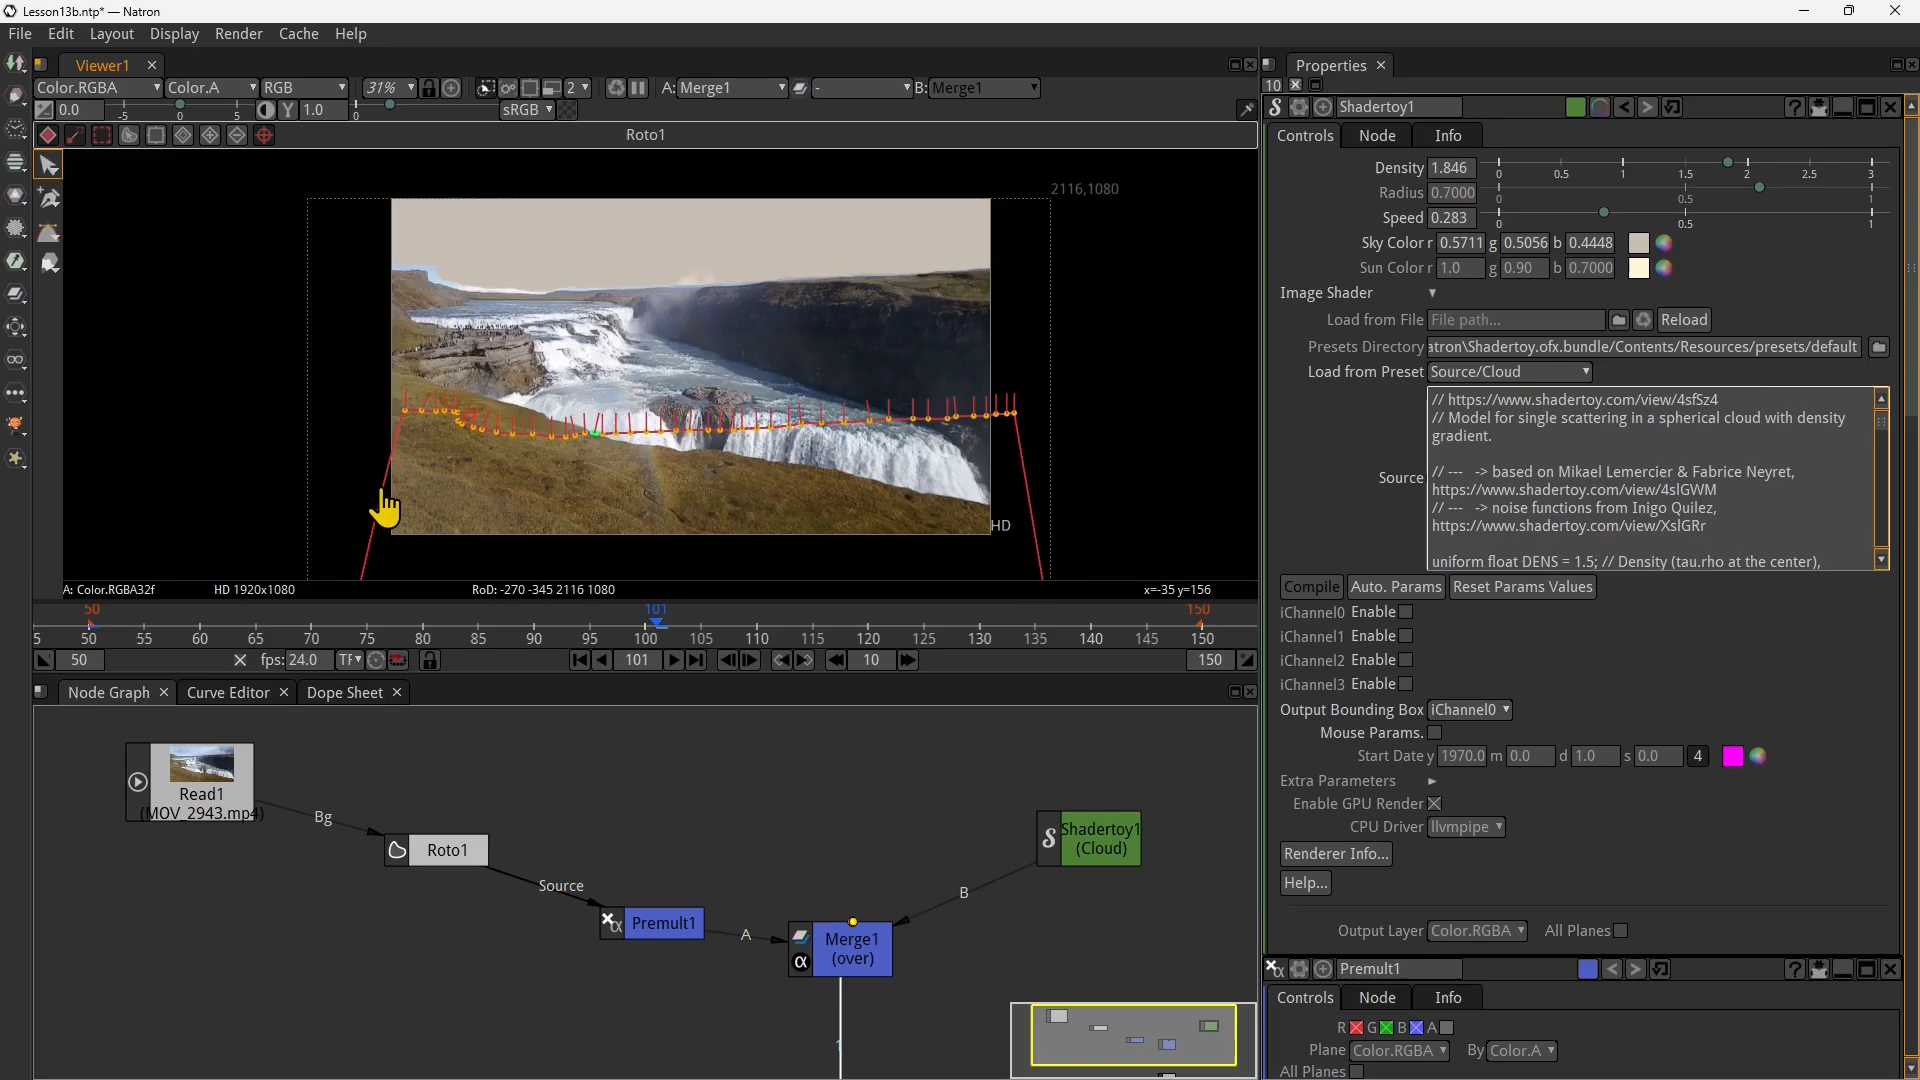 Lesson13b.ntp* — Natron
File Edit Layout Display Render Cache Help
Viewer1
Color.RGBA Color.A RGB 31% 2 A: Merge1 - B: Merge1
0.0 -5 0 5 Y 1.0 0 sRGB
Roto1
2116,1080
HD
A: Color.RGBA32f HD 1920x1080 RoD: -270 -345 2116 1080 x=-35 y=156
50 101 150
5 50 55 60 65 70 75 80 85 90 95 100 105 110 115 120 125 130 135 140 145 150
50 fps: 24.0 TF 101 10 150
Node Graph Curve Editor Dope Sheet
Read1
(MOV_2943.mp4)
Bg
Roto1
Source
Premult1
A
Merge1
(over)
B
Shadertoy1
(Cloud)
Properties
10
Shadertoy1
Controls Node Info
Density 1.846 0 0.5 1 1.5 2 2.5 3
Radius 0.7000 0 0.5 1
Speed 0.283 0 0.5 1
Sky Color r 0.5711 g 0.5056 b 0.4448
Sun Color r 1.0 g 0.90 b 0.7000
Image Shader
Load from File File path... Reload
Presets Directory atron\Shadertoy.ofx.bundle/Contents/Resources/presets/default
Load from Preset Source/Cloud
Source
// https://www.shadertoy.com/view/4sfSz4
// Model for single scattering in a spherical cloud with density
gradient.
// --- -> based on Mikael Lemercier & Fabrice Neyret,
https://www.shadertoy.com/view/4slGWM
// --- -> noise functions from Inigo Quilez,
https://www.shadertoy.com/view/XslGRr
uniform float DENS = 1.5; // Density (tau.rho at the center),
Compile Auto. Params Reset Params Values
iChannel0 Enable
iChannel1 Enable
iChannel2 Enable
iChannel3 Enable
Output Bounding Box iChannel0
Mouse Params.
Start Date y 1970.0 m 0.0 d 1.0 s 0.0 4
Extra Parameters
Enable GPU Render
CPU Driver llvmpipe
Renderer Info...
Help...
Output Layer Color.RGBA All Planes
Premult1
Controls Node Info
R G B A
Plane Color.RGBA By Color.A
All Planes